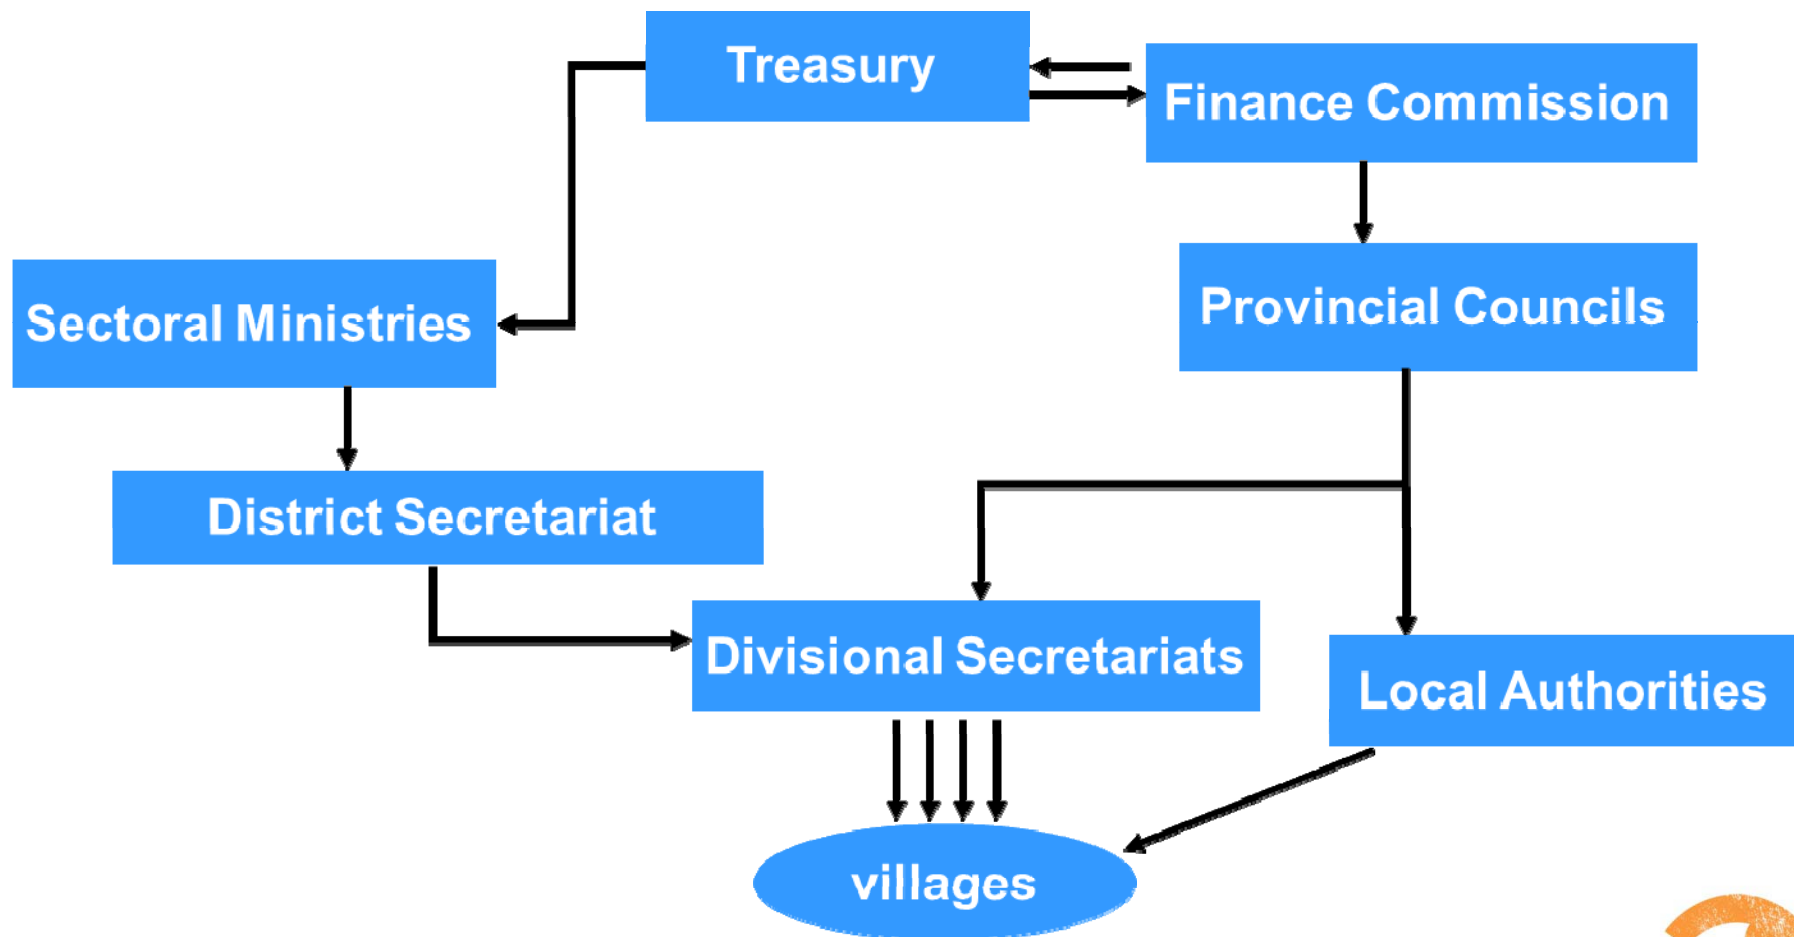 Treasury
Finance Commission
Sectoral Ministries
Provincial Councils
District Secretariat
Divisional Secretariats
Local Authorities
villages